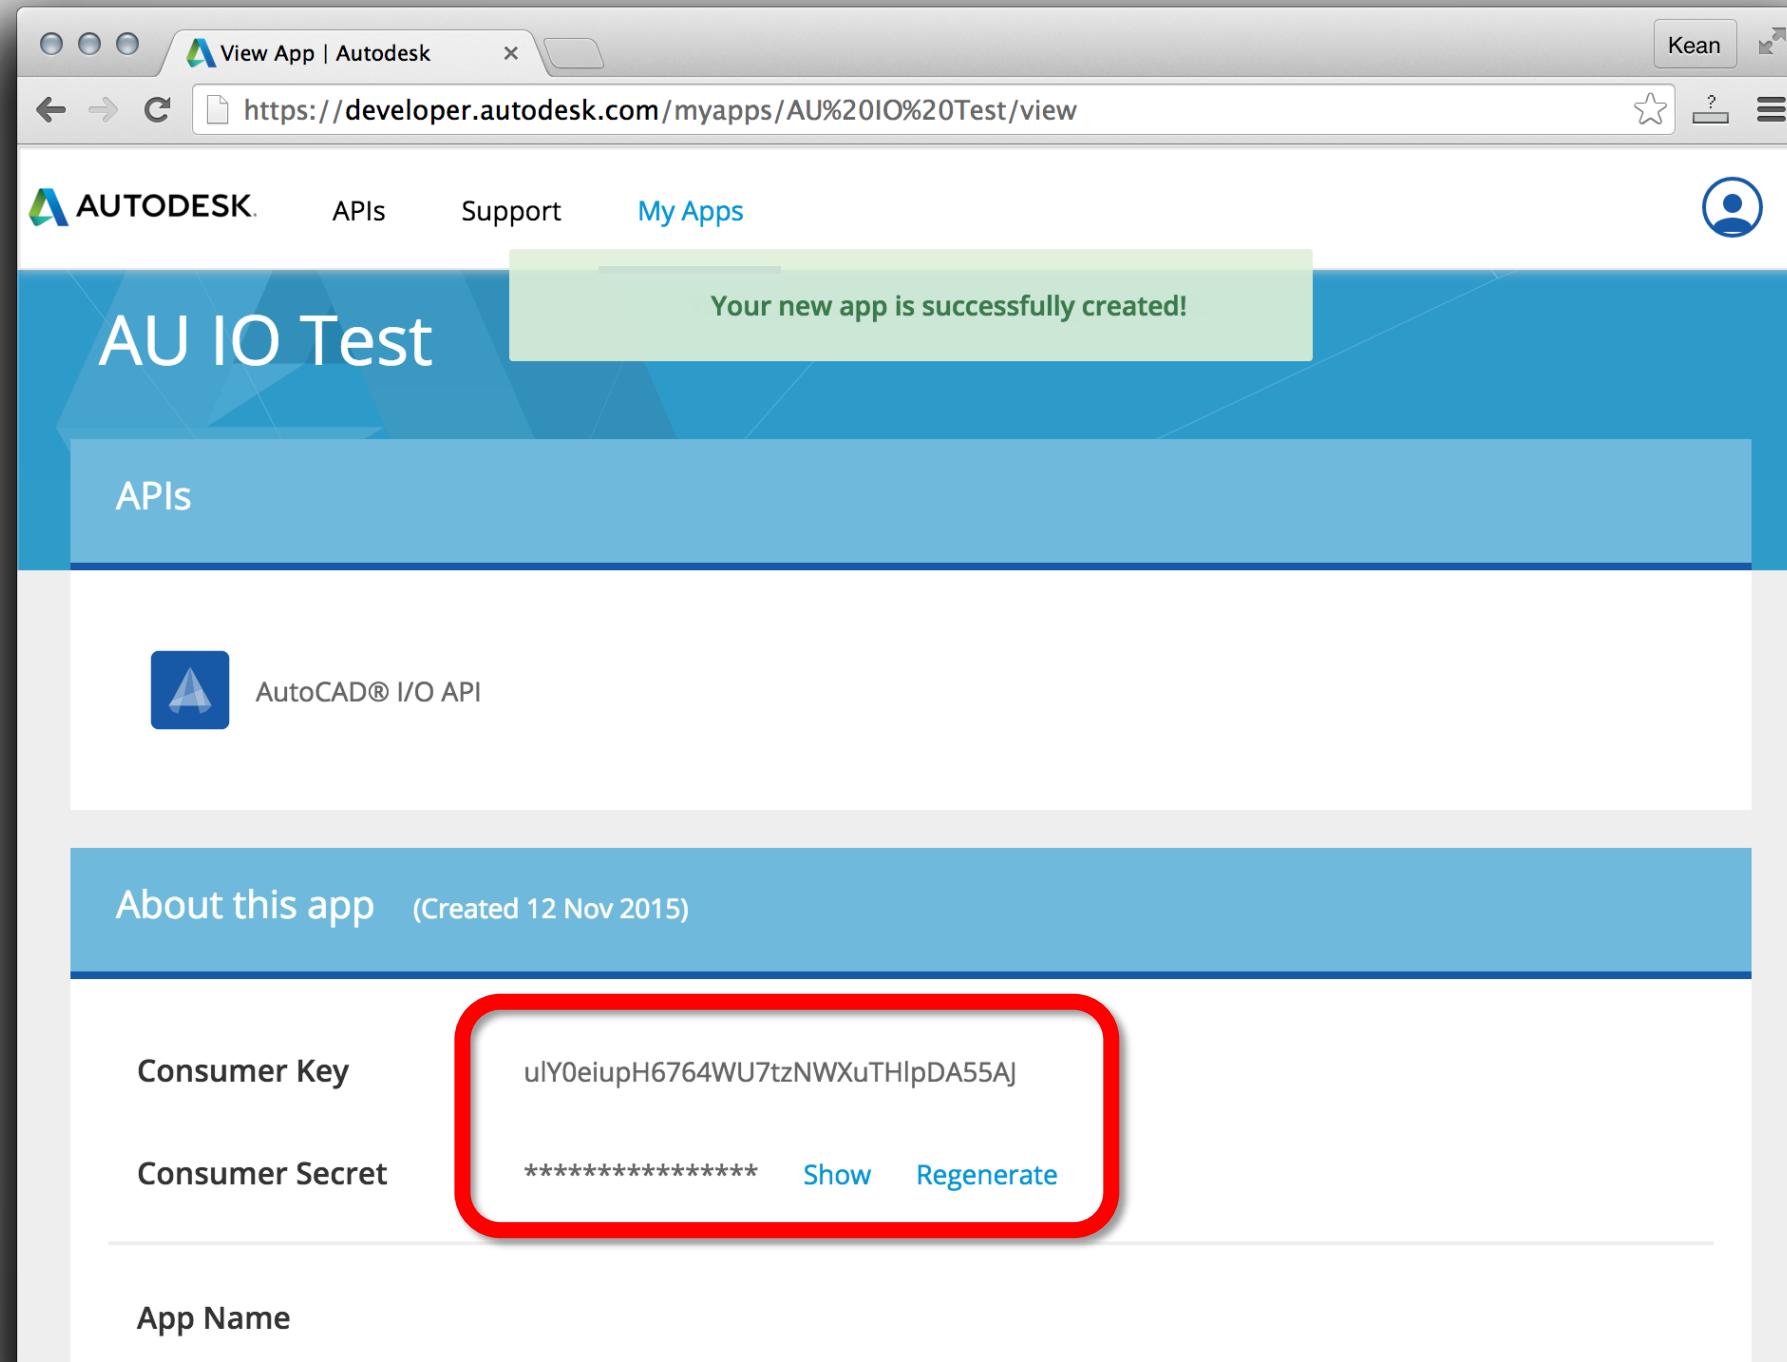 View App | Autodesk
Kean
https://developer.autodesk.com/myapps/AU%20IO%20Test/view
?
AUTODESK.
APIs
Support
My Apps
Your new app is successfully created!
AU IO Test
APIs
AutoCAD® I/O API
About this app (Created 12 Nov 2015)
Consumer Key ulY0eiupH6764WU7tzNWXuTHlpDA55AJ
Consumer Secret **************** Show Regenerate
App Name